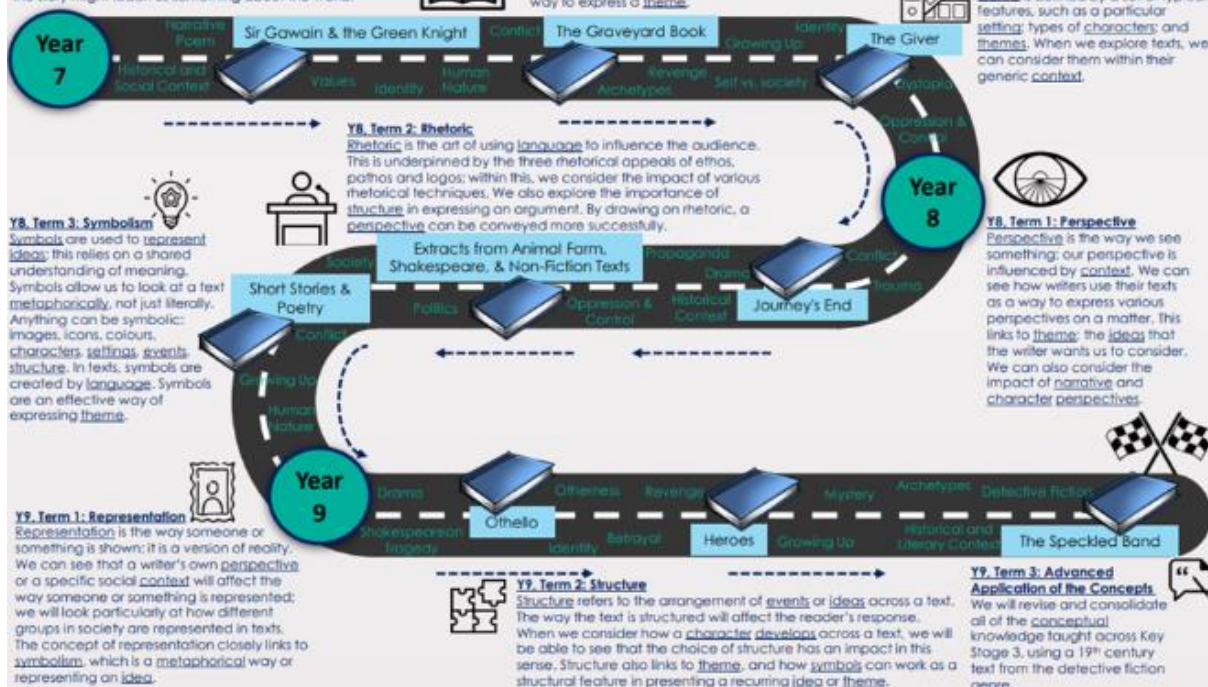 way to express a theme.
features, such as a particular
setting; types of characters; and
themes. When we explore texts, we
can consider them within their
generic context.
Year
7
Narrative
Poem
Sir Gawain & the Green Knight
Conflict
The Graveyard Book
Identity
Growing Up
The Giver
Historical and
Social Context
Values
Identity
Human
Nature
Revenge
Archetypes
Self vs. society
Dystopia
Oppression &
Control
Year
8
Y8, Term 2: Rhetoric
Rhetoric is the art of using language to influence the audience.
This is underpinned by the three rhetorical appeals of ethos,
pathos and logos; within this, we consider the impact of various
rhetorical techniques. We also explore the importance of
structure in expressing an argument. By drawing on rhetoric, a
perspective can be conveyed more successfully.
Y8, Term 3: Symbolism
Symbols are used to represent
ideas; this relies on a shared
understanding of meaning.
Symbols allow us to look at a text
metaphorically, not just literally.
Anything can be symbolic:
images, icons, colours,
characters, settings, events,
structure. In texts, symbols are
created by language. Symbols
are an effective way of
expressing theme.
Y8, Term 1: Perspective
Perspective is the way we see
something; our perspective is
influenced by context. We can
see how writers use their texts
as a way to express various
perspectives on a matter. This
links to theme: the ideas that
the writer wants us to consider.
We can also consider the
impact of narrative and
character perspectives.
Society
Extracts from Animal Farm,
Shakespeare, & Non-Fiction Texts
Propaganda
Drama
Conflict
Trauma
Short Stories &
Poetry
Politics
Oppression &
Control
Historical
Context
Journey's End
Conflict
Growing Up
Human
Nature
Year
9
Drama
Otherness
Revenge
Mystery
Archetypes
Detective Fiction
Shakespearean
Tragedy
Othello
Identity
Betrayal
Heroes
Growing Up
Historical and
Literary Context
The Speckled Band
Y9, Term 1: Representation
Representation is the way someone or
something is shown; it is a version of reality.
We can see that a writer's own perspective
or a specific social context will affect the
way someone or something is represented;
we will look particularly at how different
groups in society are represented in texts.
The concept of representation closely links to
symbolism, which is a metaphorical way or
representing an idea.
Y9, Term 2: Structure
Structure refers to the arrangement of events or ideas across a text.
The way the text is structured will affect the reader's response.
When we consider how a character develops across a text, we will
be able to see that the choice of structure has an impact in this
sense. Structure also links to theme, and how symbols can work as a
structural feature in presenting a recurring idea or theme.
Y9, Term 3: Advanced
Application of the Concepts
We will revise and consolidate
all of the conceptual
knowledge taught across Key
Stage 3, using a 19th century
text from the detective fiction
genre.